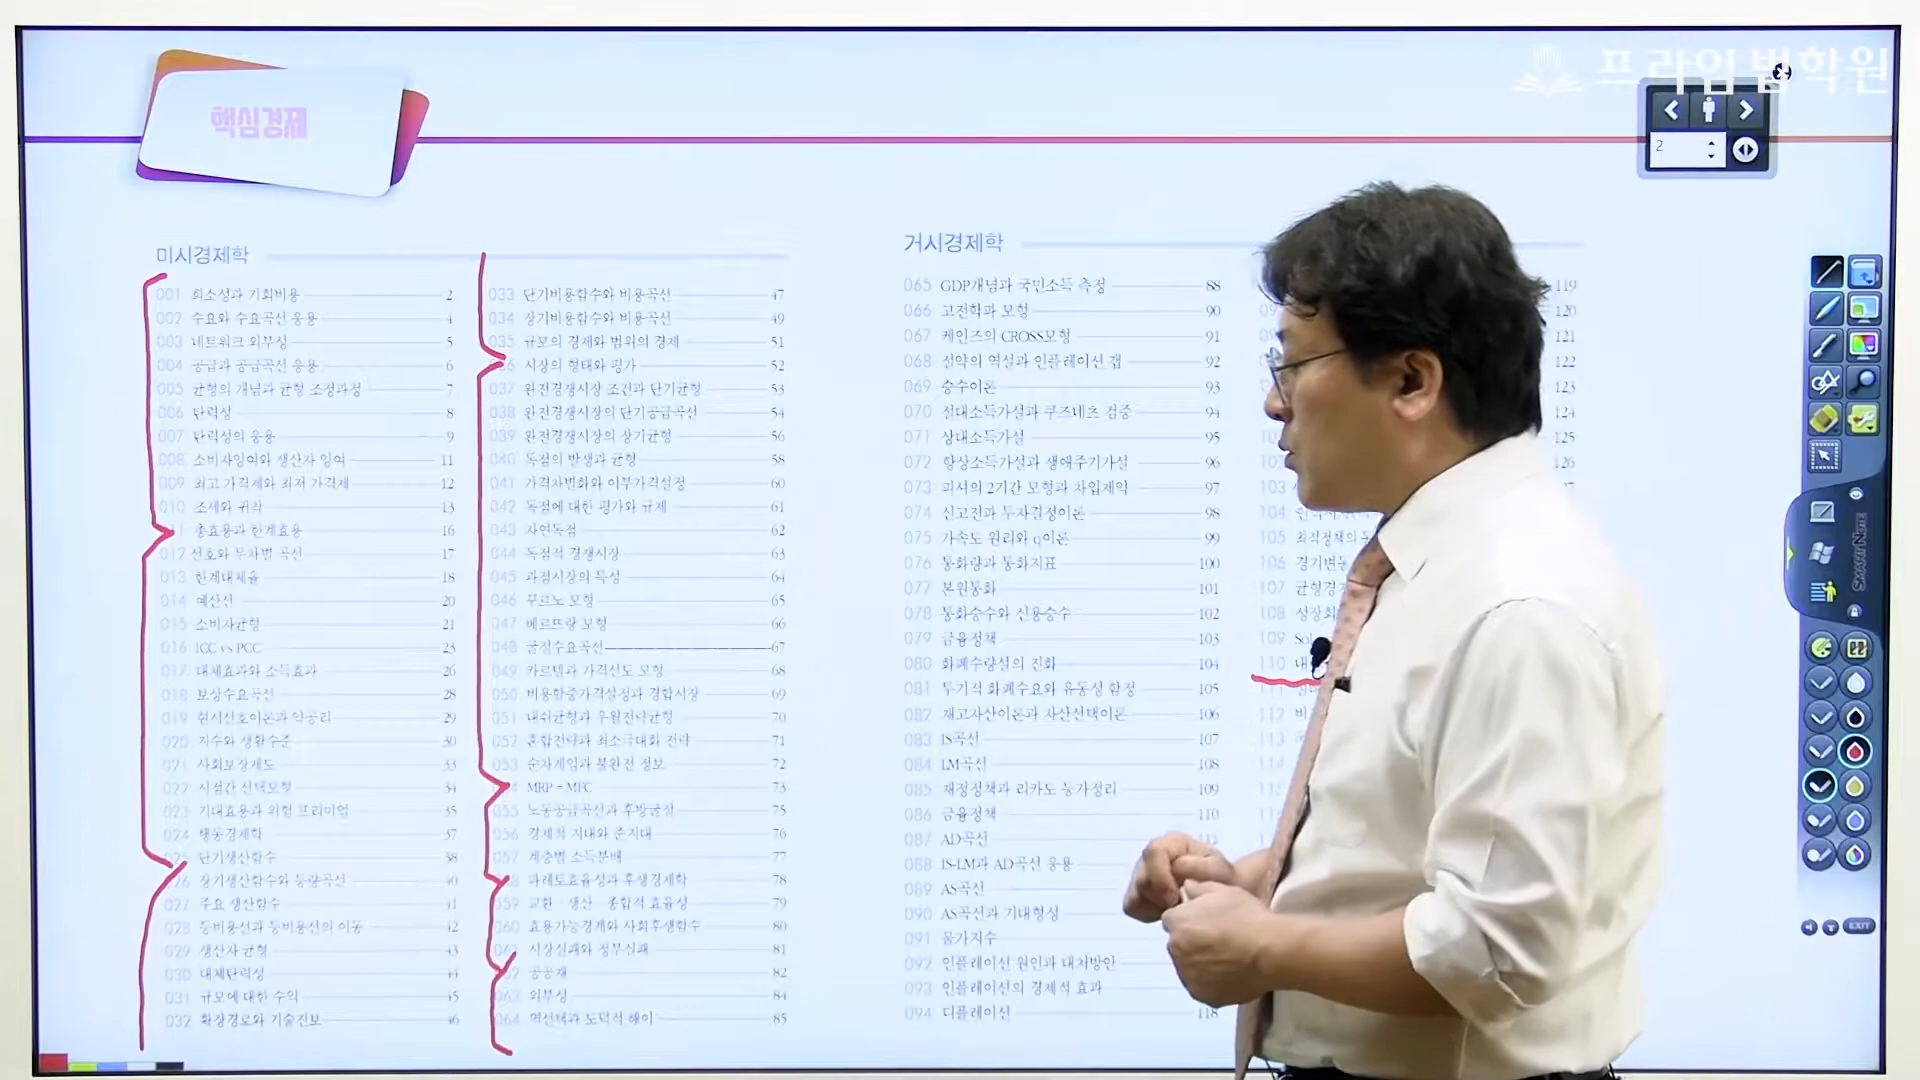 프라임법학원
핵심경제
2
미시경제학
001 희소성과 기회비용 2
002 수요와 수요곡선 응용 4
003 네트워크 외부성 5
004 공급과 공급곡선 응용 6
005 균형의 개념과 균형 조정과정 7
006 탄력성 8
007 탄력성의 응용 9
008 소비자잉여와 생산자 잉여 11
009 최고 가격제와 최저 가격제 12
010 조세와 귀착 13
총효용과 한계효용 16
012 선호와 무차별 곡선 17
013 한계대체율 18
014 예산선 20
015 소비자균형 21
016 ICC vs PCC 23
017 대체효과와 소득효과 26
018 보상수요곡선 28
019 현시선호이론과 약공리 29
020 지수와 생활수준 30
021 사회보장제도 33
022 시점간 선택모형 34
023 기대효용과 위험 프리미엄 35
024 행동경제학 37
단기생산함수 38
26 장기생산함수와 등량곡선 40
027 주요 생산함수 41
028 등비용선과 등비용선의 이동 42
029 생산자 균형 43
030 대체탄력성 44
031 규모에 대한 수익 45
032 확장경로와 기술진보 46
033 단기비용함수와 비용곡선 47
034 장기비용함수와 비용곡선 49
035 규모의 경제와 범위의 경제 51
시장의 형태와 평가 52
037 완전경쟁시장 조건과 단기균형 53
038 완전경쟁시장의 단기공급곡선 54
039 완전경쟁시장의 장기균형 56
040 독점의 발생과 균형 58
041 가격차별화와 이부가격설정 60
042 독점에 대한 평가와 규제 61
043 자연독점 62
044 독점적 경쟁시장 63
045 과점시장의 특성 64
046 꾸르노 모형 65
047 베르뜨랑 모형 66
048 굴절수요곡선 67
049 카르텔과 가격선도 모형 68
050 비용할증가격설정과 경합시장 69
051 내쉬균형과 우월전략균형 70
052 혼합전략과 최소극대화 전략 71
053 순차게임과 불완전 정보 72
MRP = MFC 73
055 노동공급곡선과 후방굴절 75
056 경제적 지대와 준지대 76
057 계층별 소득분배 77
파레토효율성과 후생경제학 78
059 교환 · 생산 · 종합적 효율성 79
060 효용가능경계와 사회후생함수 80
061 시장실패와 정부실패 81
공공재 82
063 외부성 84
064 역선택과 도덕적 해이 85
거시경제학
065 GDP개념과 국민소득 측정 88
066 고전학파 모형 90
067 케인즈의 CROSS모형 91
068 절약의 역설과 인플레이션 갭 92
069 승수이론 93
070 절대소득가설과 쿠즈네츠 검증 94
071 상대소득가설 95
072 항상소득가설과 생애주기가설 96
073 피셔의 2기간 모형과 차입제약 97
074 신고전파 투자결정이론 98
075 가속도 원리와 q이론 99
076 통화량과 통화지표 100
077 본원통화 101
078 통화승수와 신용승수 102
079 금융정책 103
080 화폐수량설의 진화 104
081 투기적 화폐수요와 유동성 함정 105
082 재고자산이론과 자산선택이론 106
083 IS곡선 107
084 LM곡선 108
085 재정정책과 리카도 등가정리 109
086 금융정책 110
087 AD곡선
088 IS-LM과 AD곡선 응용
089 AS곡선
090 AS곡선과 기대형성
091 물가지수
092 인플레이션 원인과 대처방안
093 인플레이션의 경제적 효과
094 디플레이션 118
119
120
121
122
123
124
125
126
103
104
105 최적정책의
106 경기변동
107 균형경기
108 성장회
109 Sol
110
112
113
114
SMART NOTE
EXIT